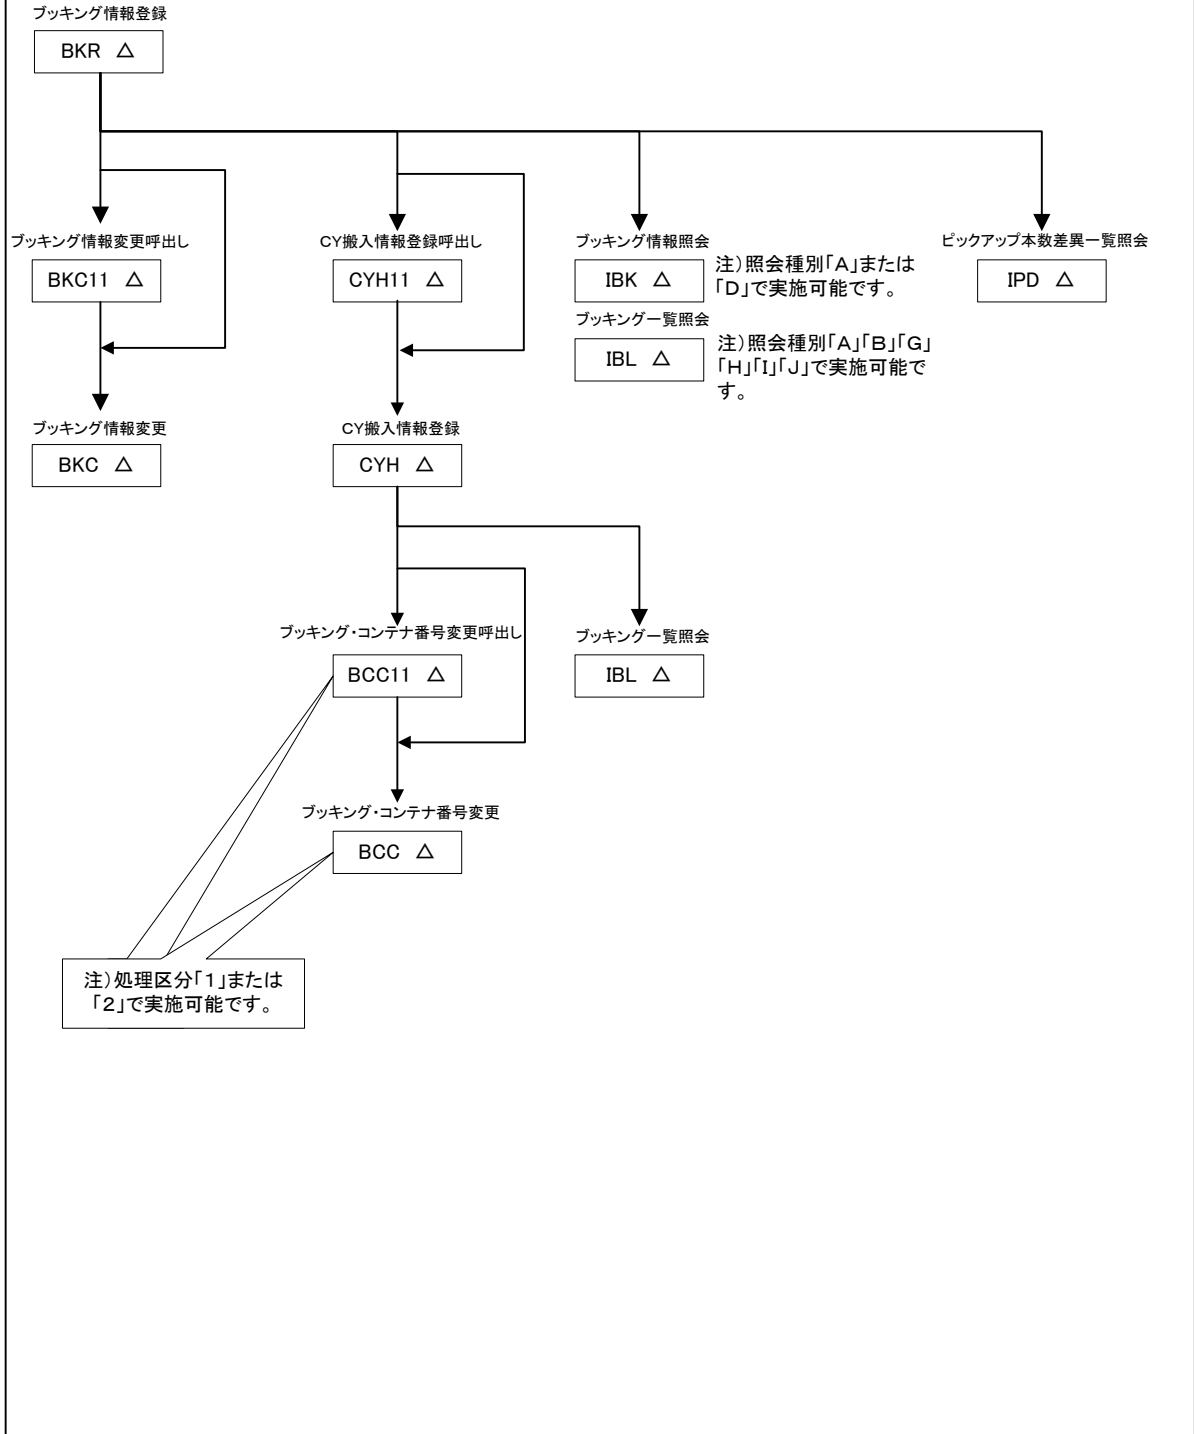 ブッキング情報登録
BKR △
ブッキング情報変更呼出し
BKC11 △
ブッキング情報変更
BKC △
CY搬入情報登録呼出し
CYH11 △
CY搬入情報登録
CYH △
ブッキング情報照会
IBK △
注)照会種別「A」または
「D」で実施可能です。
ブッキング一覧照会
IBL △
注)照会種別「A」「B」「G」
「H」「I」「J」で実施可能で
す。
ピックアップ本数差異一覧照会
IPD △
ブッキング・コンテナ番号変更呼出し
BCC11 △
ブッキング一覧照会
IBL △
ブッキング・コンテナ番号変更
BCC △
注)処理区分「1」または
「2」で実施可能です。